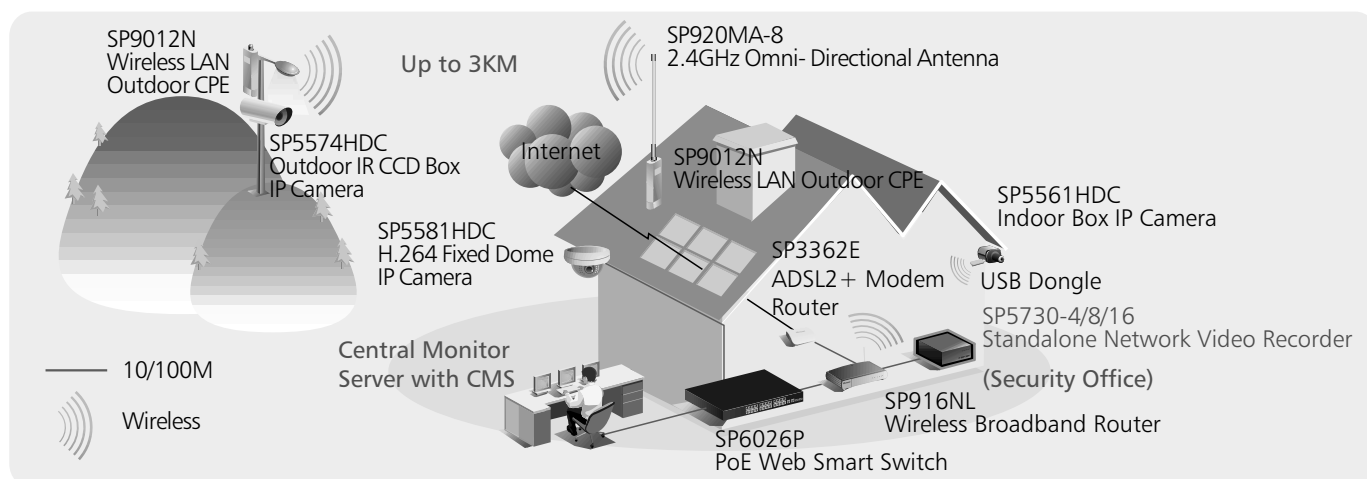 SP9012N
Wireless LAN
Outdoor CPE
Up to 3KM
SP920MA-8
2.4GHz Omni- Directional Antenna
SP5574HDC
Outdoor IR CCD Box
IP Camera
Internet
SP9012N
Wireless LAN Outdoor CPE
SP5561HDC
Indoor Box IP Camera
SP5581HDC
H.264 Fixed Dome
IP Camera
SP3362E
ADSL2+ Modem
Router
USB Dongle
SP5730-4/8/16
Standalone Network Video Recorder
(Security Office)
Central Monitor
Server with CMS
10/100M
Wireless
SP916NL
Wireless Broadband Router
SP6026P
PoE Web Smart Switch